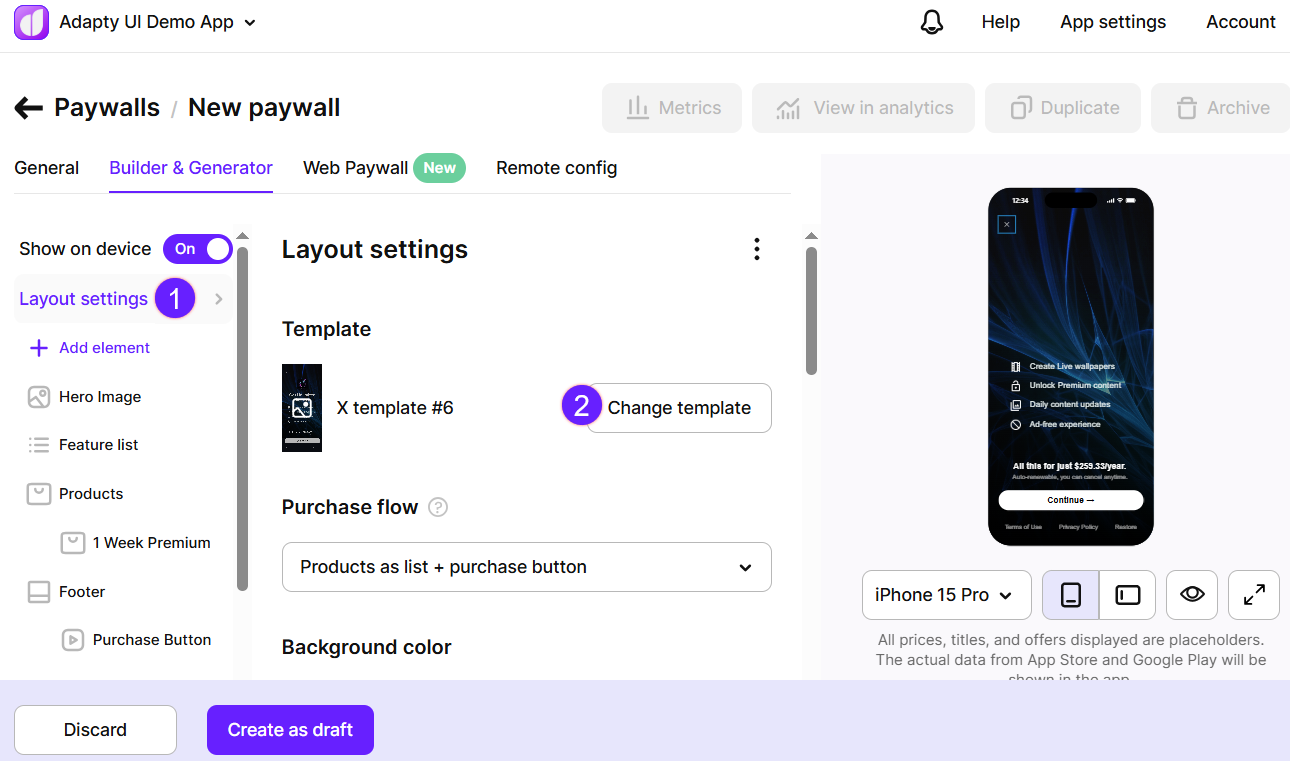 Adapty UI Demo App
Help
App settings
Account
Paywalls / New paywall
Metrics
View in analytics
Duplicate
Archive
General
Builder & Generator
Web Paywall New
Remote config
Show on device On
Layout settings 1
Add element
Hero Image
Feature list
Products
1 Week Premium
Footer
Purchase Button
Layout settings
Template
X template #6
2 Change template
Purchase flow ?
Products as list + purchase button
Background color
12:34
Create Live wallpapers
Unlock Premium content
Daily content updates
Ad-free experience
All this for just $259.33/year.
Auto-renewable, you can cancel anytime.
Continue →
Terms of Use Privacy Policy Restore
iPhone 15 Pro
All prices, titles, and offers displayed are placeholders.
The actual data from App Store and Google Play will be
shown in the app.
Discard
Create as draft